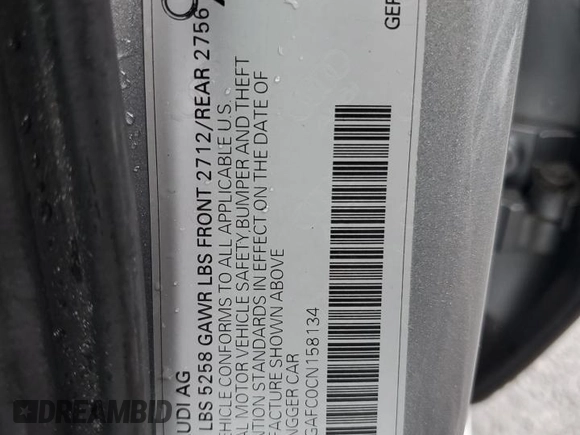 UDI AG
LBS 5258 GAWR LBS FRONT 2712/REAR 2756
EHICLE CONFORMS TO ALL APPLICABLE U.S.
AL MOTOR VEHICLE SAFETY, BUMPER AND THEFT
NTION STANDARDS IN EFFECT ON THE DATE OF
FACTURE SHOWN ABOVE
NGGER CAR
GAFC0CN158134
GER
DREAMBID